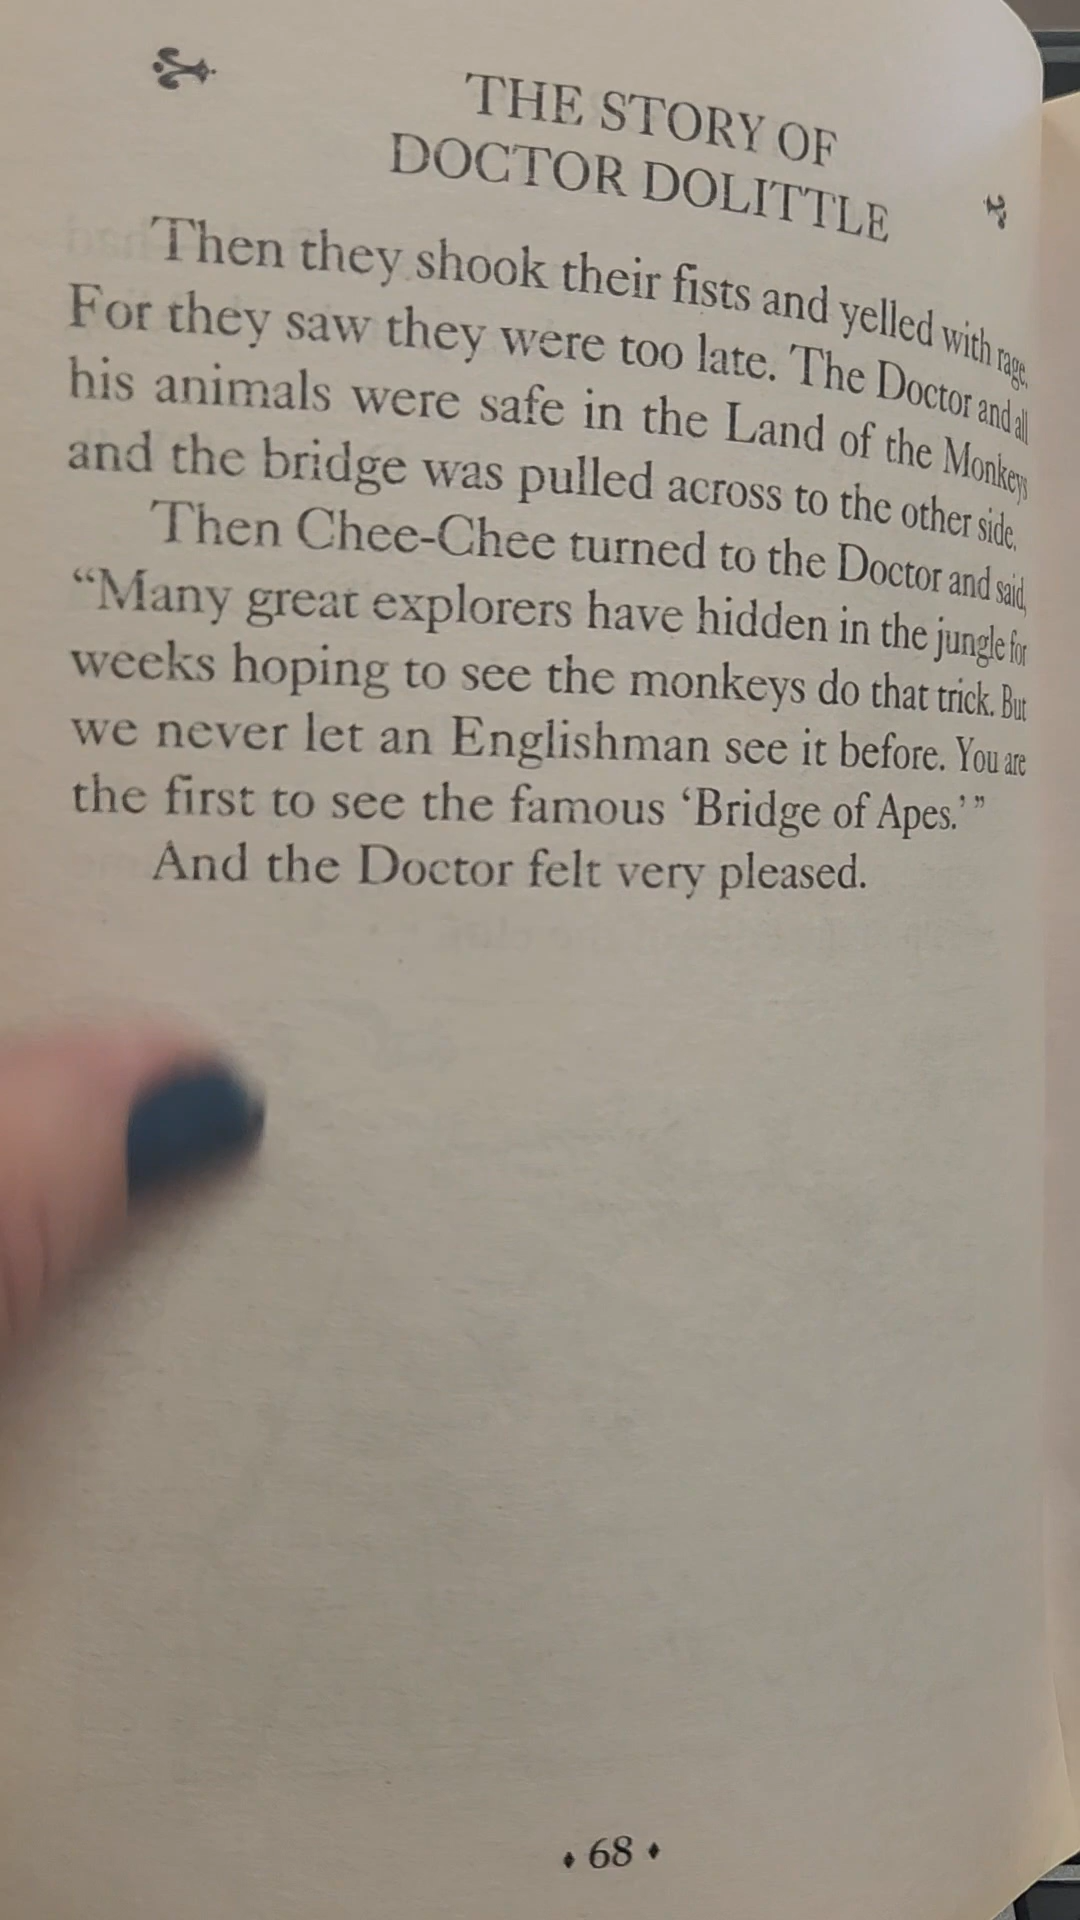 THE STORY OF
DOCTOR DOLITTLE
Then they shook their fists and yelled with rage.
For they saw they were too late. The Doctor and all
his animals were safe in the Land of the Monkeys
and the bridge was pulled across to the other side.
Then Chee-Chee turned to the Doctor and said,
“Many great explorers have hidden in the jungle for
weeks hoping to see the monkeys do that trick. But
we never let an Englishman see it before. You are
the first to see the famous ‘Bridge of Apes.’”
And the Doctor felt very pleased.
♦ 68 ♦